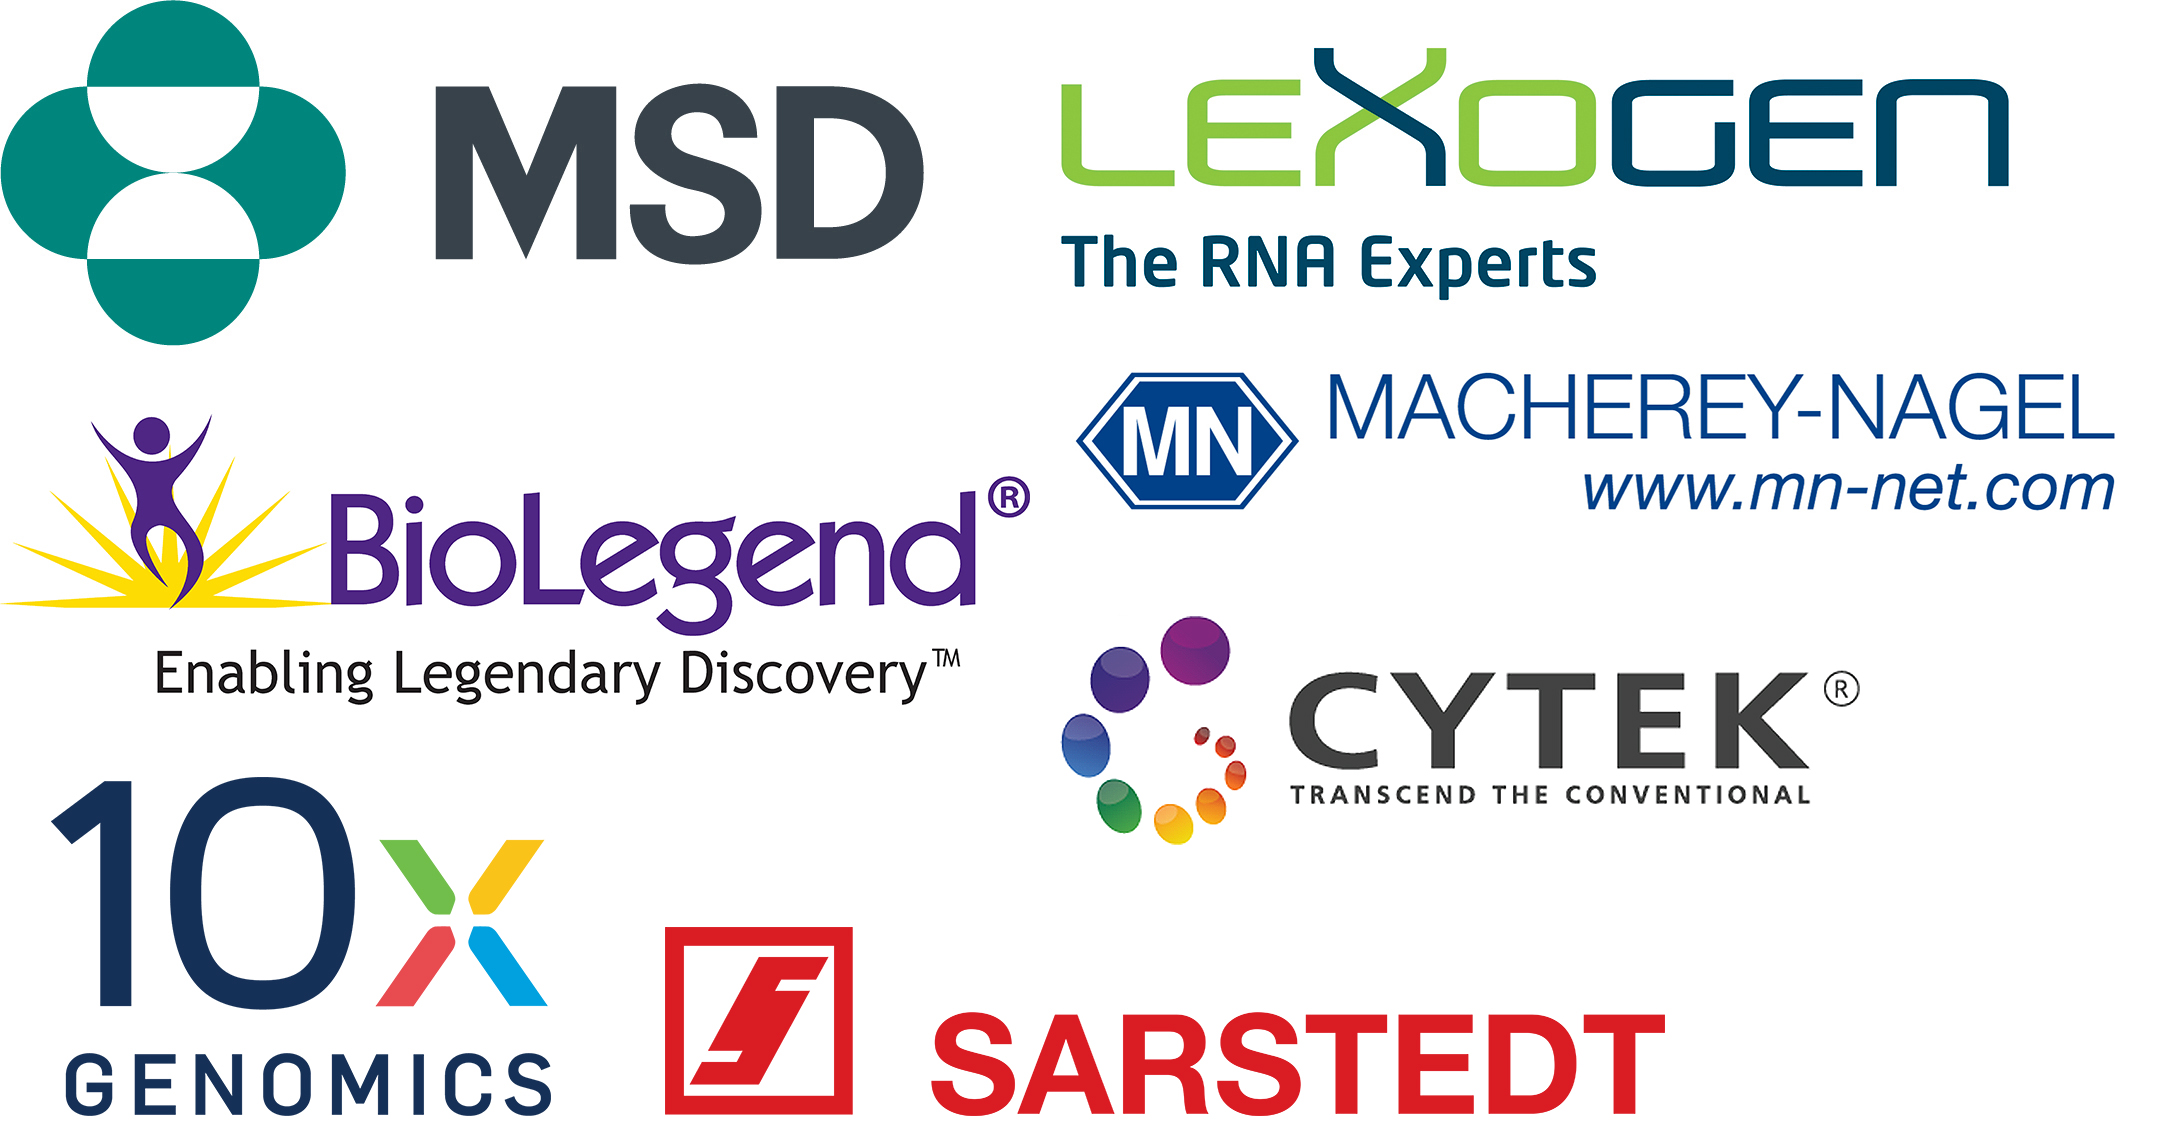 MSD
LEXOGEN
The RNA Experts
MN
MACHEREY-NAGEL
www.mn-net.com
BioLegend®
Enabling Legendary Discovery™
CYTEK®
TRANSCEND THE CONVENTIONAL
10x
GENOMICS
SARSTEDT